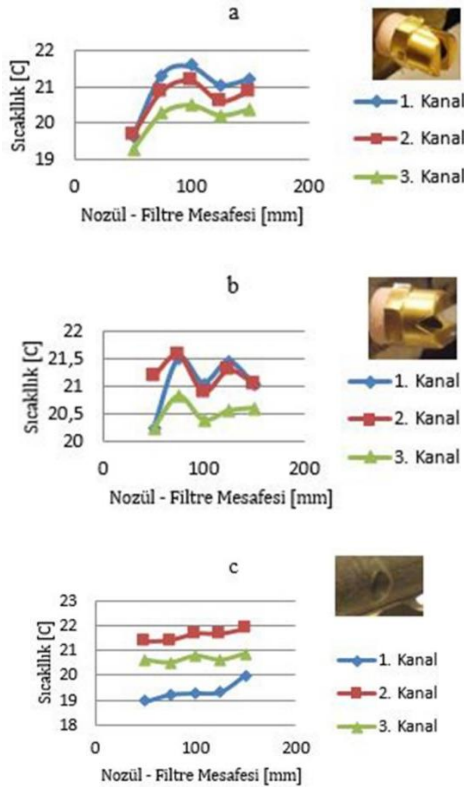 a
Sıcaklık [C]
22
21
20
19
0 100 200
Nozül - Filtre Mesafesi [mm]
1. Kanal
2. Kanal
3. Kanal
b
Sıcaklık [C]
22
21,5
21
20,5
20
0 100 200
Nozül - Filtre Mesafesi [mm]
1. Kanal
2. Kanal
3. Kanal
c
Sıcaklık [C]
23
22
21
20
19
18
0 100 200
Nozül - Filtre Mesafesi [mm]
1. Kanal
2. Kanal
3. Kanal